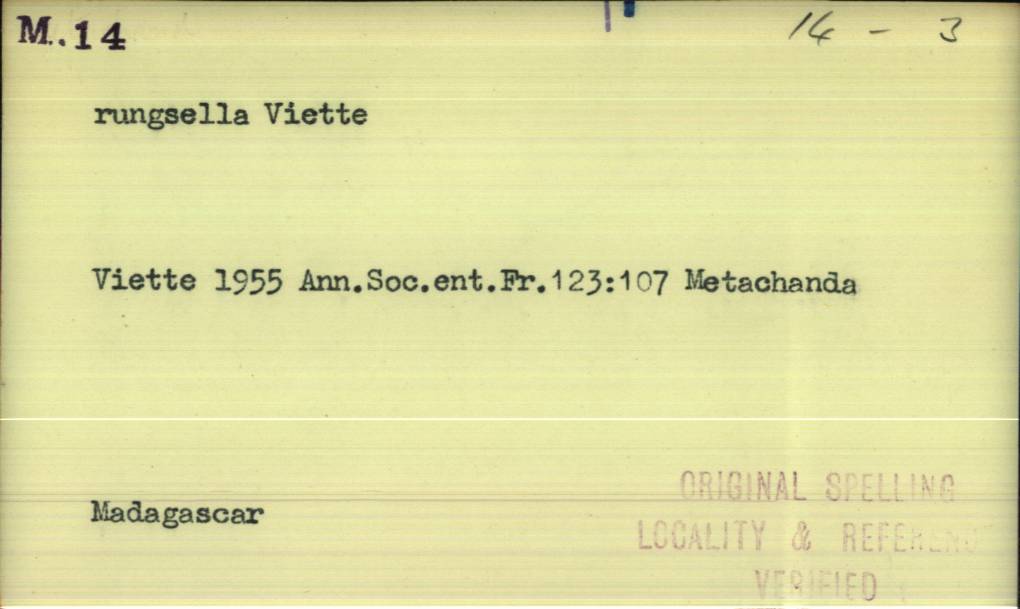 M.14
14 - 3
rungsella Viette
Viette 1955 Ann.Soc.ent.Fr.123:107 Metachanda
Madagascar
ORIGINAL SPELLING
LOCALITY & REFERENC
VERIFIED